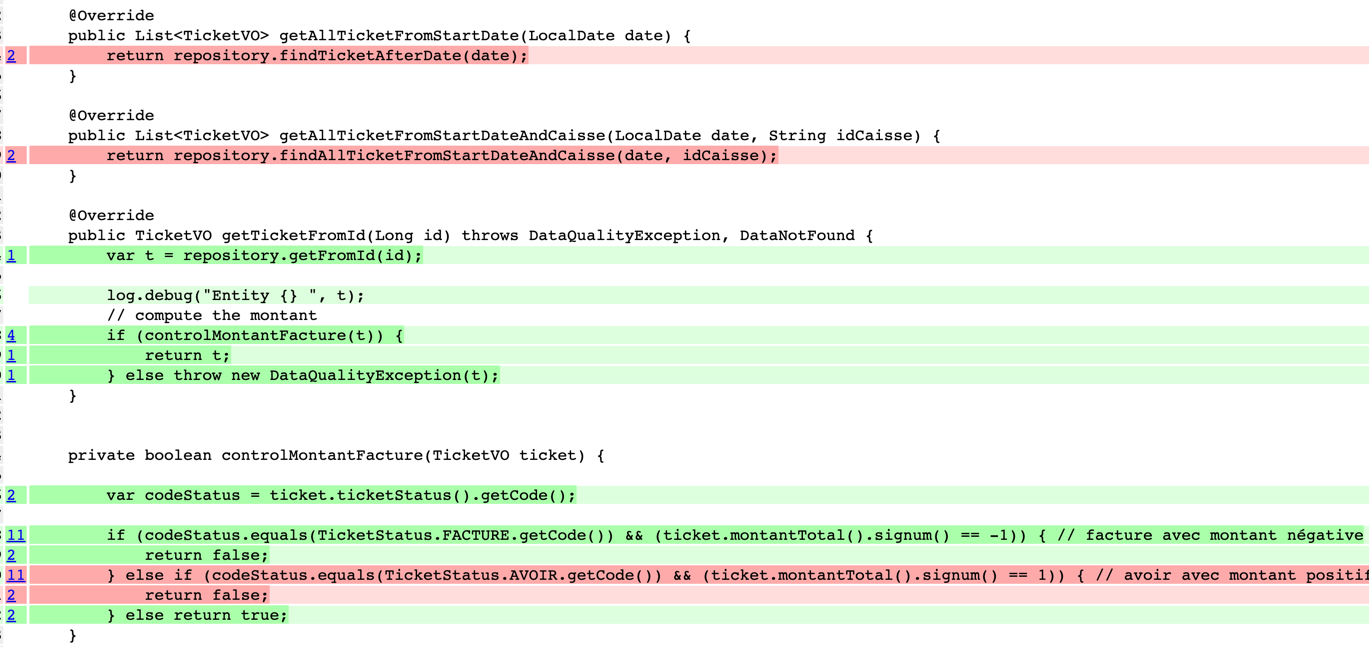 @Override
public List<TicketVO> getAllTicketFromStartDate(LocalDate date) {
2 return repository.findTicketAfterDate(date);
}
@Override
public List<TicketVO> getAllTicketFromStartDateAndCaisse(LocalDate date, String idCaisse) {
2 return repository.findAllTicketFromStartDateAndCaisse(date, idCaisse);
}
@Override
public TicketVO getTicketFromId(Long id) throws DataQualityException, DataNotFound {
1 var t = repository.getFromId(id);
log.debug("Entity {} ", t);
// compute the montant
4 if (controlMontantFacture(t)) {
1 return t;
1 } else throw new DataQualityException(t);
}
private boolean controlMontantFacture(TicketVO ticket) {
2 var codeStatus = ticket.ticketStatus().getCode();
11 if (codeStatus.equals(TicketStatus.FACTURE.getCode()) && (ticket.montantTotal().signum() == -1)) { // facture avec montant négative
2 return false;
11 } else if (codeStatus.equals(TicketStatus.AVOIR.getCode()) && (ticket.montantTotal().signum() == 1)) { // avoir avec montant positif
2 return false;
2 } else return true;
}